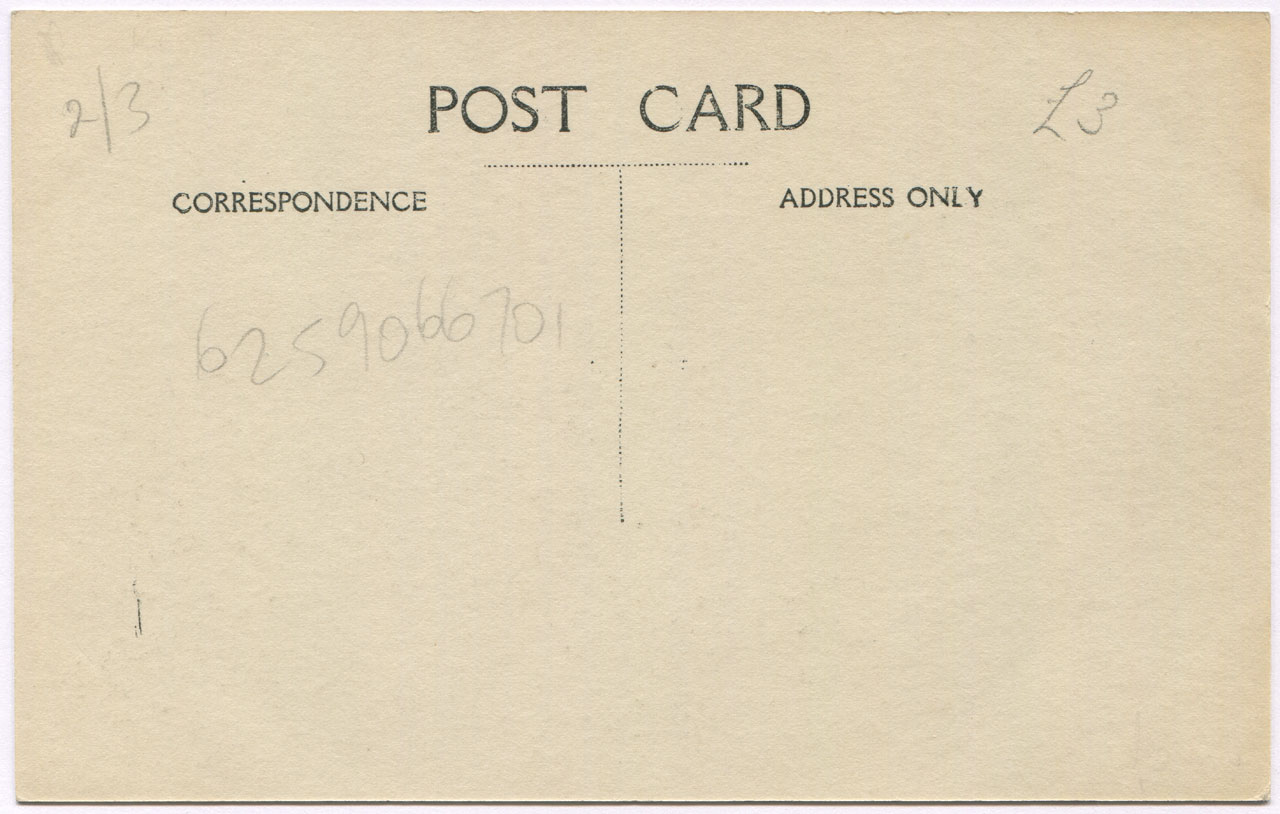 2/3
POST CARD
£3
CORRESPONDENCE
ADDRESS ONLY
6259066701